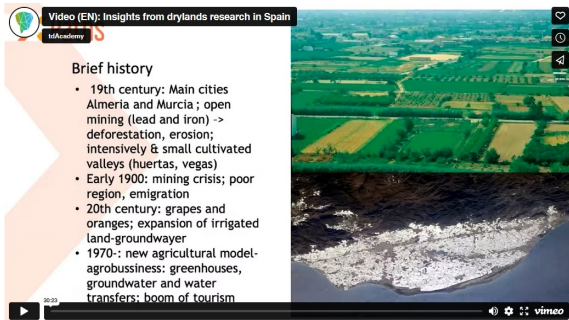 Video (EN): Insights from drylands research in Spain
tdAcademy
Brief history
• 19th century: Main cities
Almeria and Murcia ; open
mining (lead and iron) ->
deforestation, erosion;
intensively & small cultivated
valleys (huertas, vegas)
• Early 1900: mining crisis; poor
region, emigration
• 20th century: grapes and
oranges; expansion of irrigated
land-groundwayer
• 1970-: new agricultural model-
agrobussiness: greenhouses,
groundwater and water
transfers; boom of tourism
30:23
vimeo